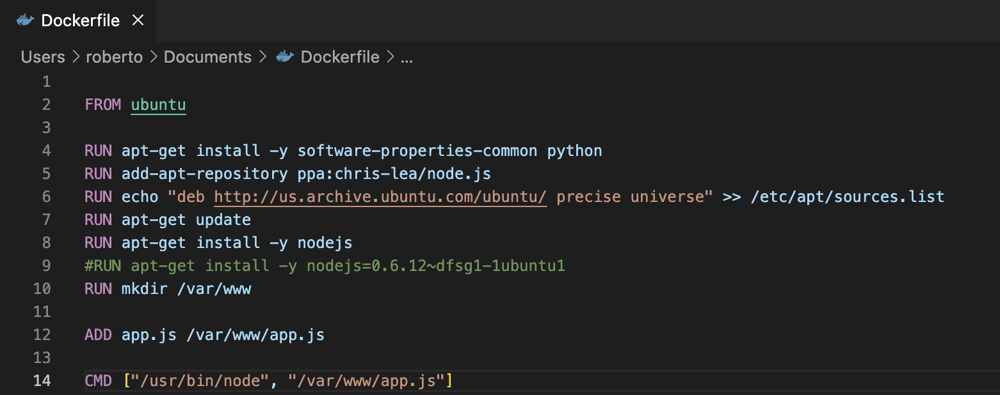 Dockerfile ×
Users > roberto > Documents > Dockerfile > ...
1
2 FROM ubuntu
3
4 RUN apt-get install -y software-properties-common python
5 RUN add-apt-repository ppa:chris-lea/node.js
6 RUN echo "deb http://us.archive.ubuntu.com/ubuntu/ precise universe" >> /etc/apt/sources.list
7 RUN apt-get update
8 RUN apt-get install -y nodejs
9 #RUN apt-get install -y nodejs=0.6.12~dfsg1-1ubuntu1
10 RUN mkdir /var/www
11
12 ADD app.js /var/www/app.js
13
14 CMD ["/usr/bin/node", "/var/www/app.js"]